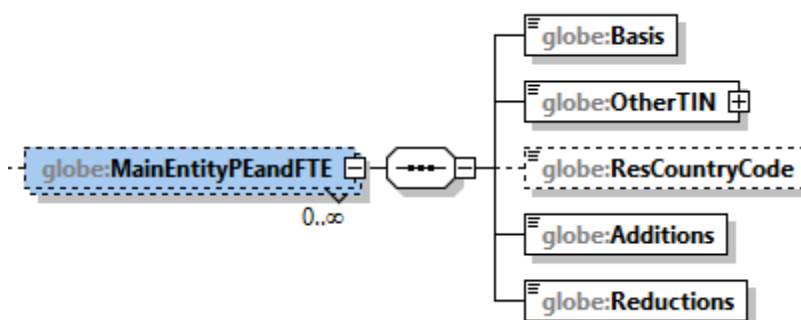 globe:Basis
globe:OtherTIN
globe:MainEntityPEandFTE
globe:ResCountryCode
0..∞
globe:Additions
globe:Reductions